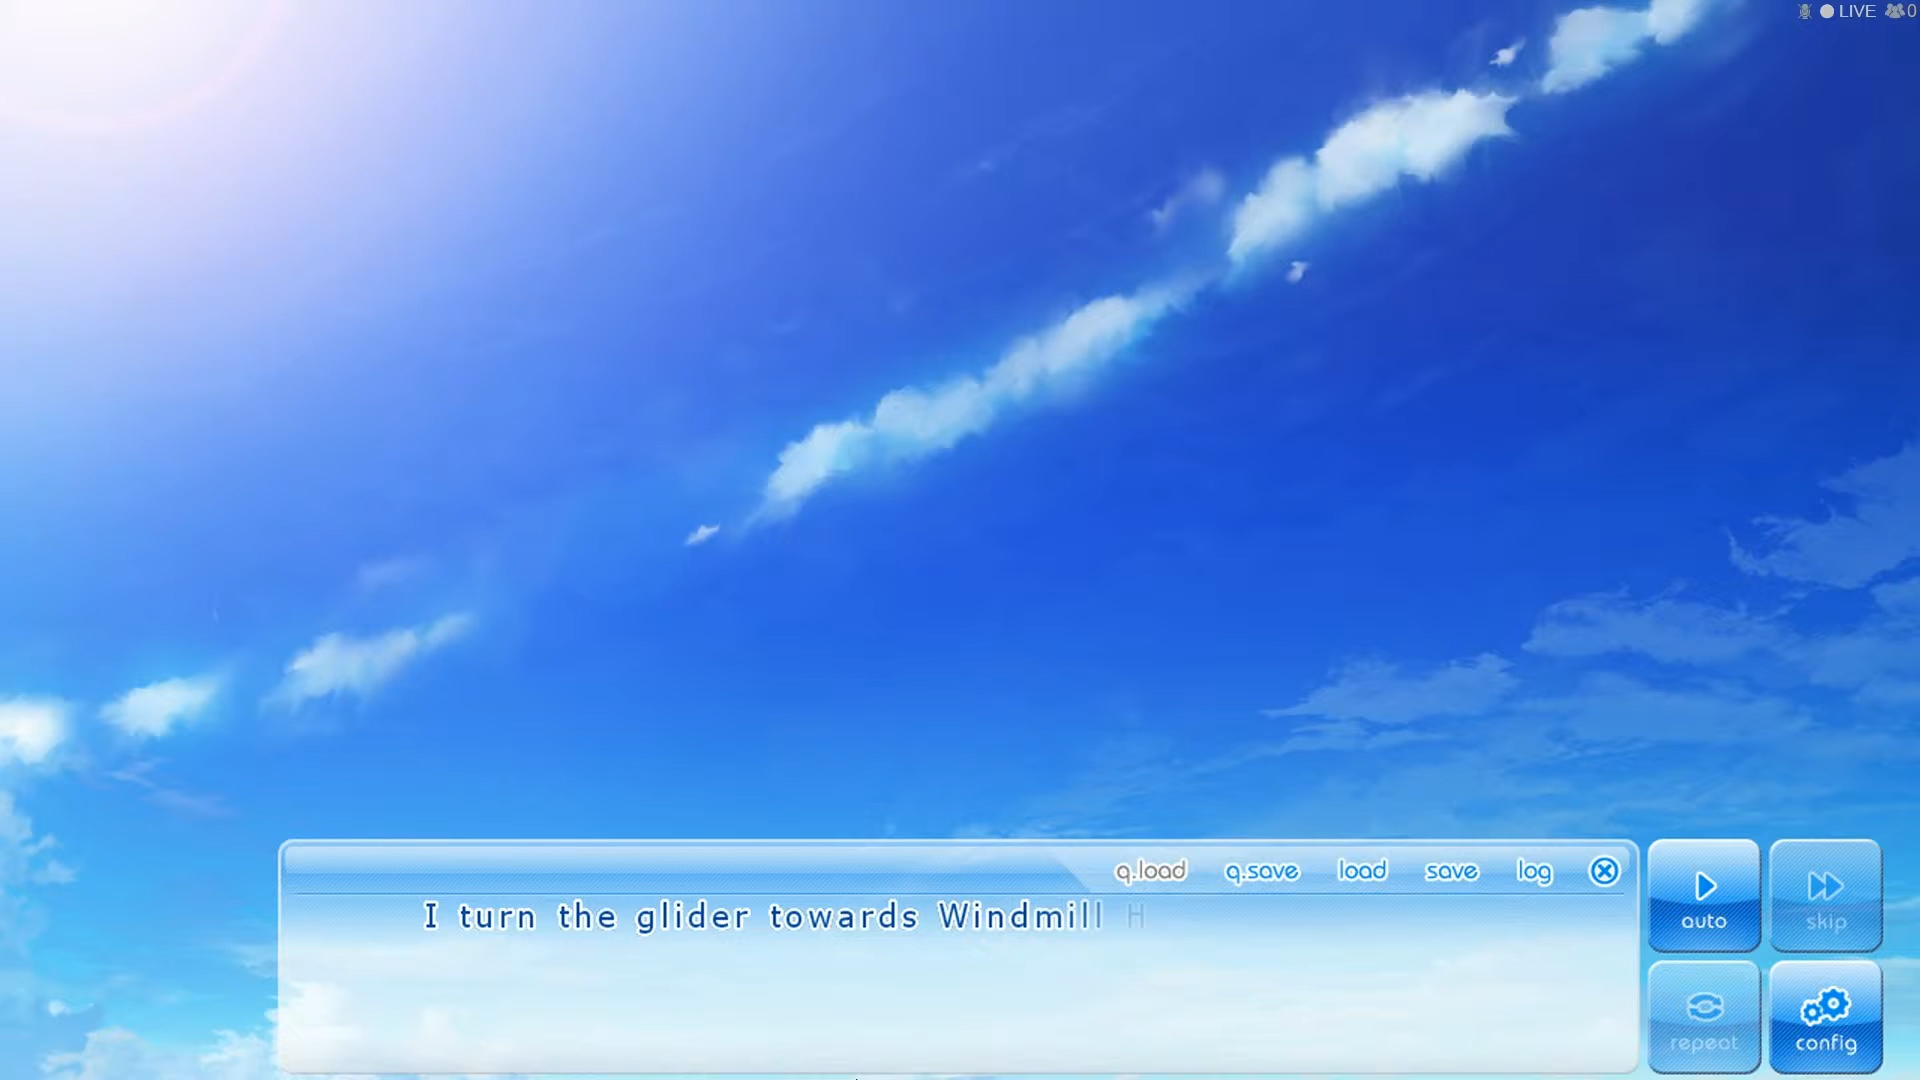 LIVE 0
q.load q.save load save log
I turn the glider towards Windmill H
auto skip
repeat config